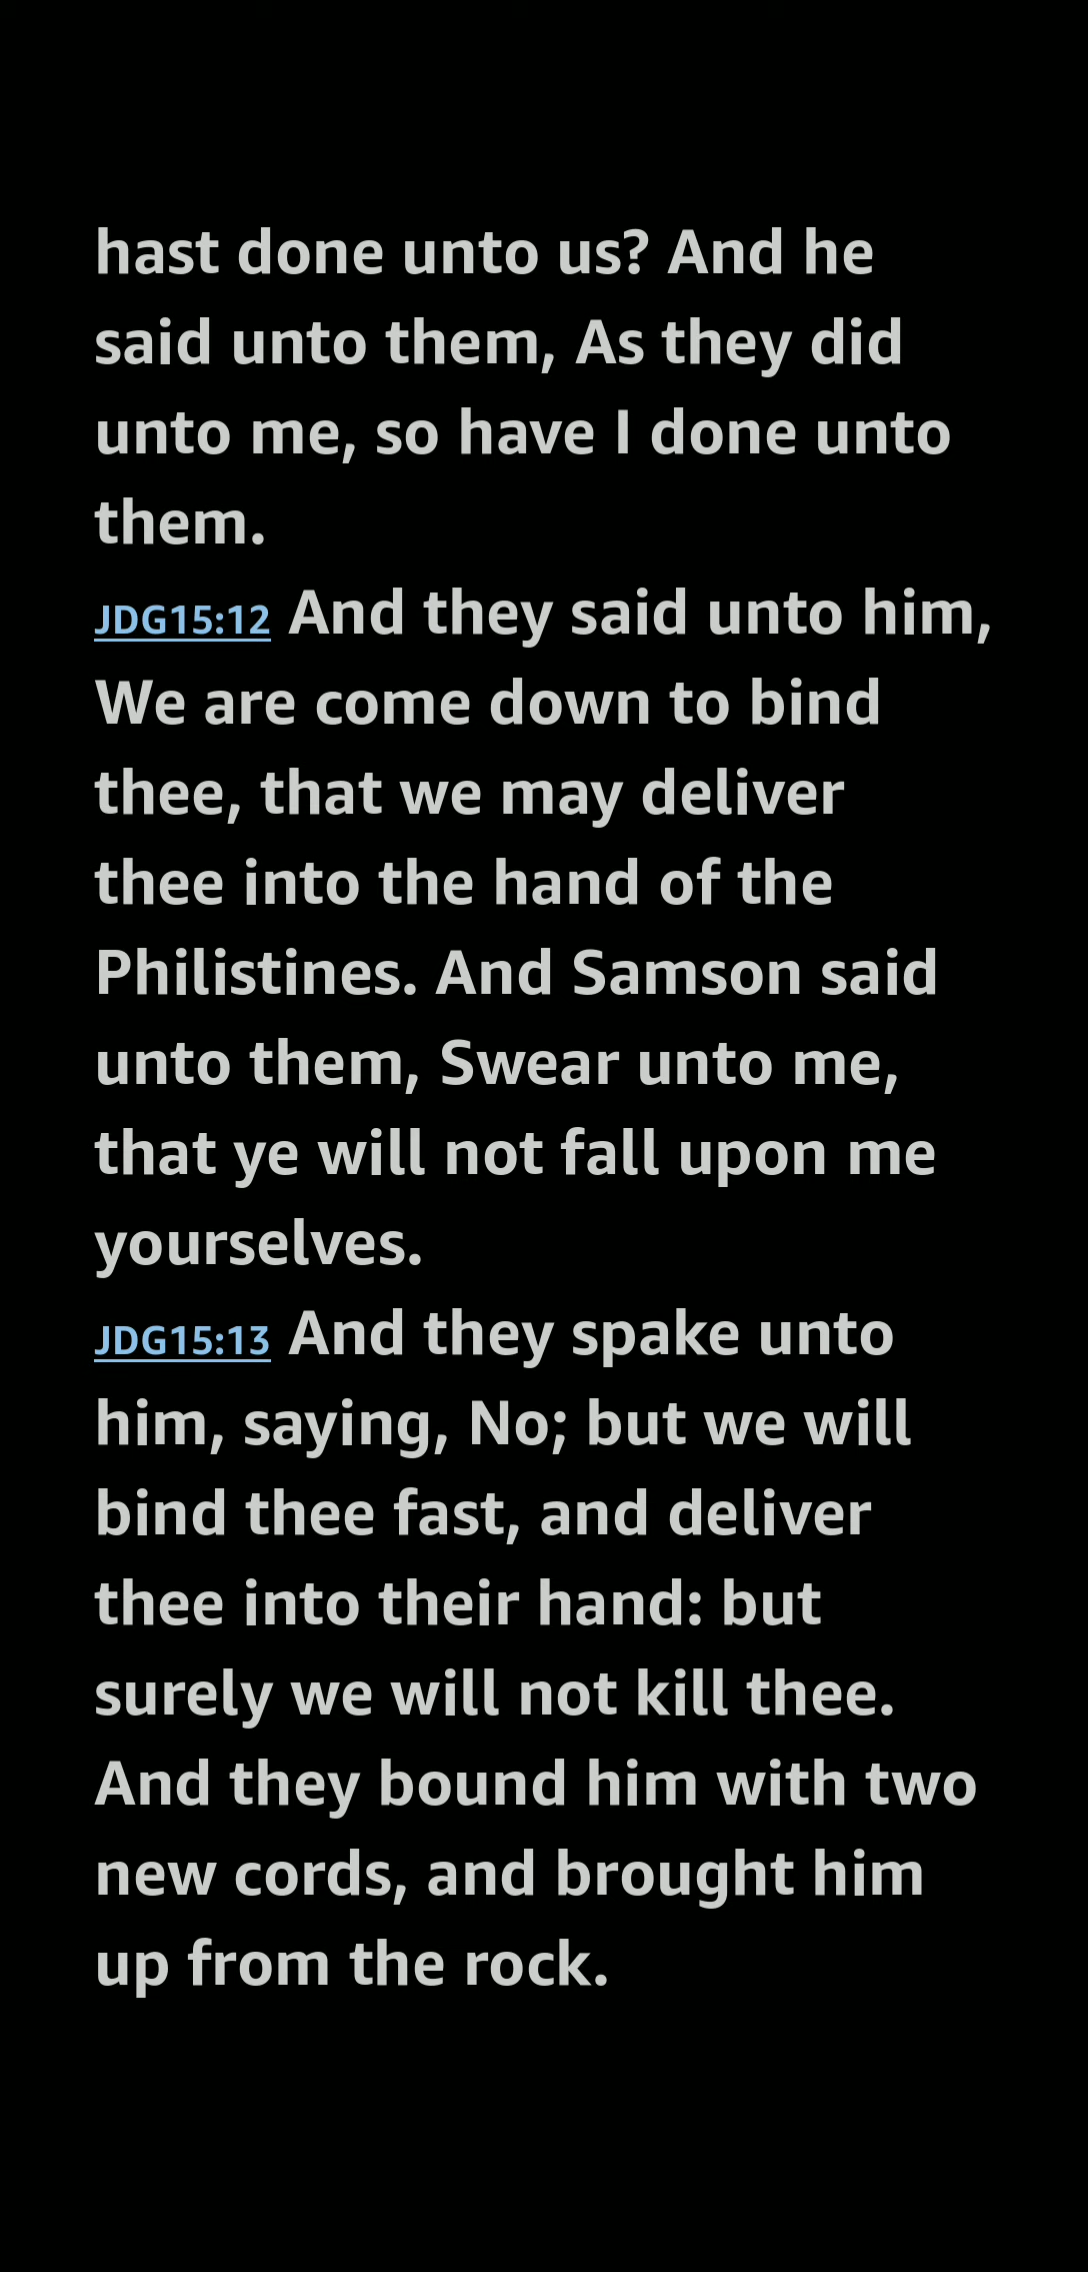 hast done unto us? And he
said unto them, As they did
unto me, so have I done unto
them.
JDG15:12 And they said unto him,
We are come down to bind
thee, that we may deliver
thee into the hand of the
Philistines. And Samson said
unto them, Swear unto me,
that ye will not fall upon me
yourselves.
JDG15:13 And they spake unto
him, saying, No; but we will
bind thee fast, and deliver
thee into their hand: but
surely we will not kill thee.
And they bound him with two
new cords, and brought him
up from the rock.